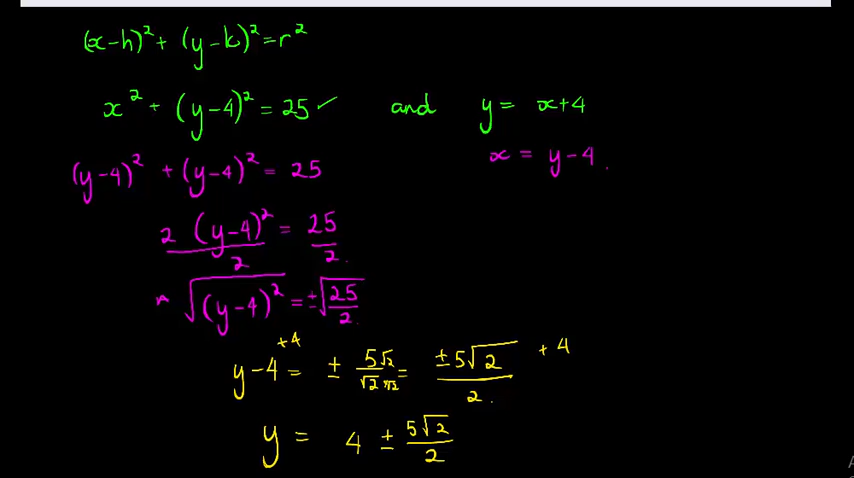 (x-h)² + (y-k)² = r²
x² + (y-4)² = 25 ✓ and y = x+4
(y-4)² + (y-4)² = 25 x = y-4.
2(y-4)²/2 = 25/2.
√(y-4)² = ±√25/2.
y-4 +4 = ± 5√2/√2 √2 = ±5√2/2. +4
y = 4 ± 5√2/2